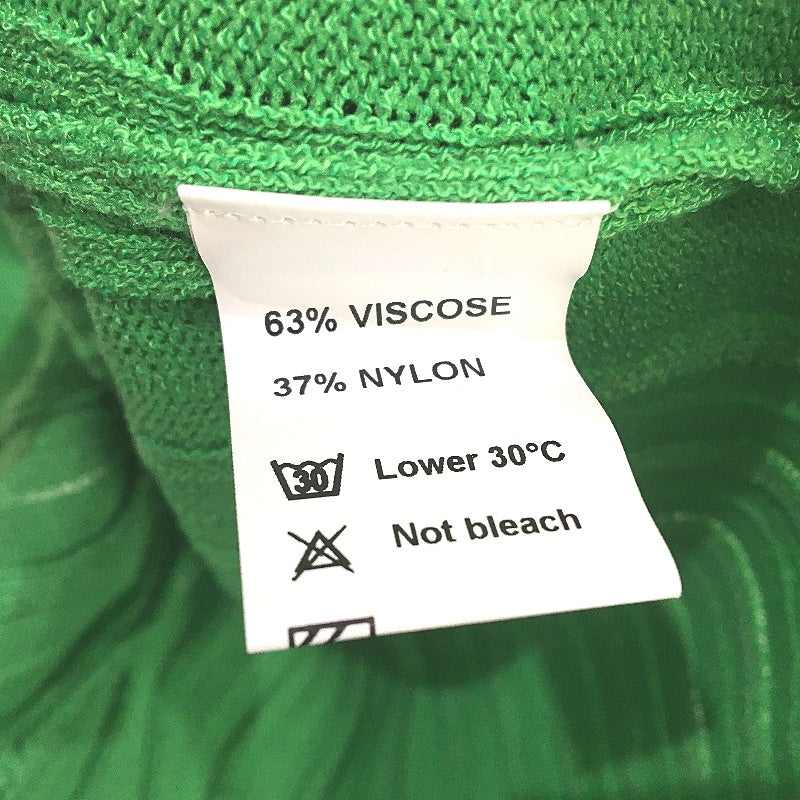 63% VISCOSE
37% NYLON
30 Lower 30°C
Not bleach